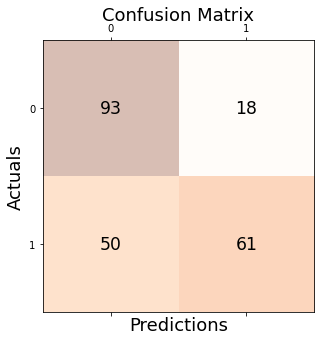 Confusion Matrix
0 1
0 93 18
Actuals
1 50 61
Predictions